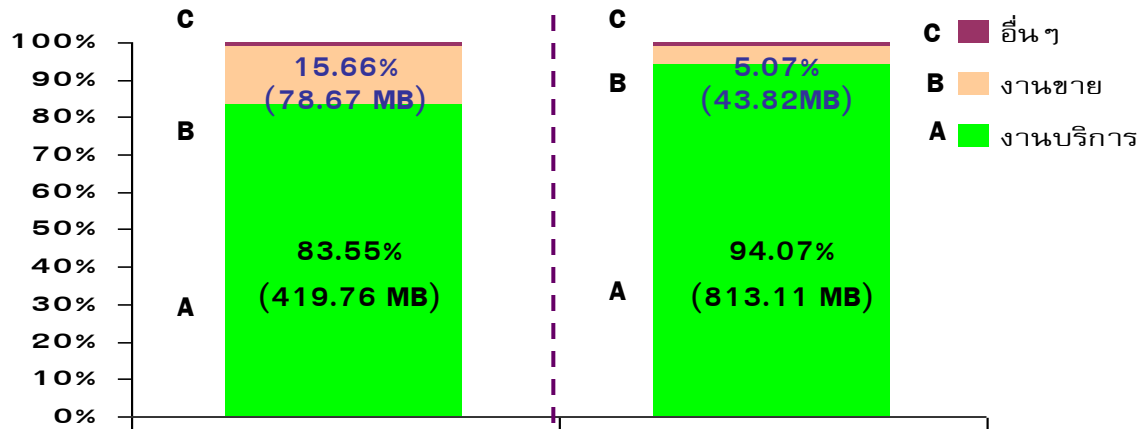 C
C
C อื่นๆ
100%
15.66%
5.07%
90%
B
B งานขาย
(78.67 MB)
(43.82MB)
80%
B
A งานบริการ
70%
60%
50%
83.55%
94.07%
40%
A
(419.76 MB)
(813.11 MB)
30%
A
20%
10%
0%